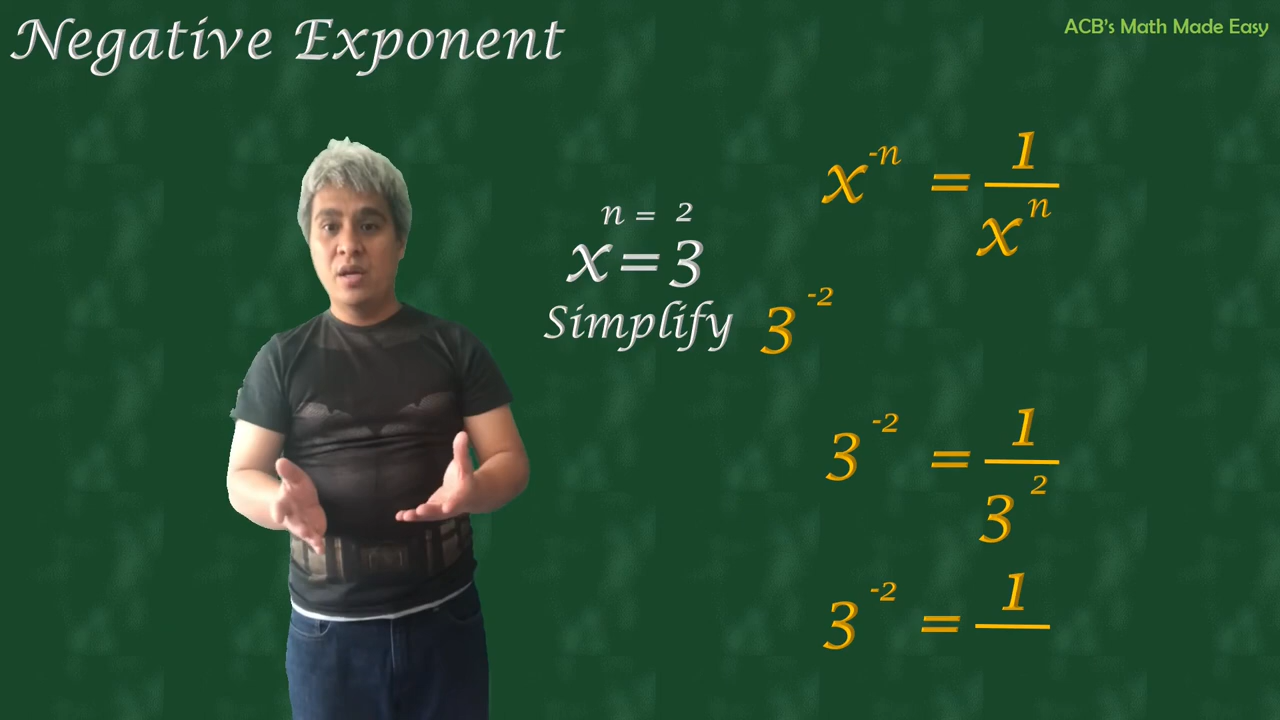 Negative Exponent
ACB's Math Made Easy
x^-n = 1/x^n
n = 2
x=3
Simplify 3^-2
3^-2 = 1/3^2
3^-2 = 1/